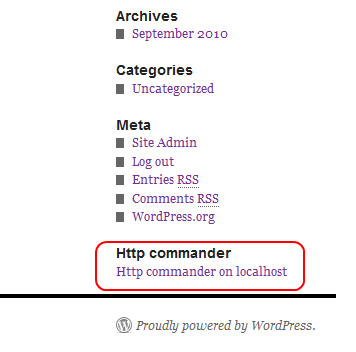 Archives
September 2010
Categories
Uncategorized
Meta
Site Admin
Log out
Entries RSS
Comments RSS
WordPress.org
Http commander
Http commander on localhost
Proudly powered by WordPress.